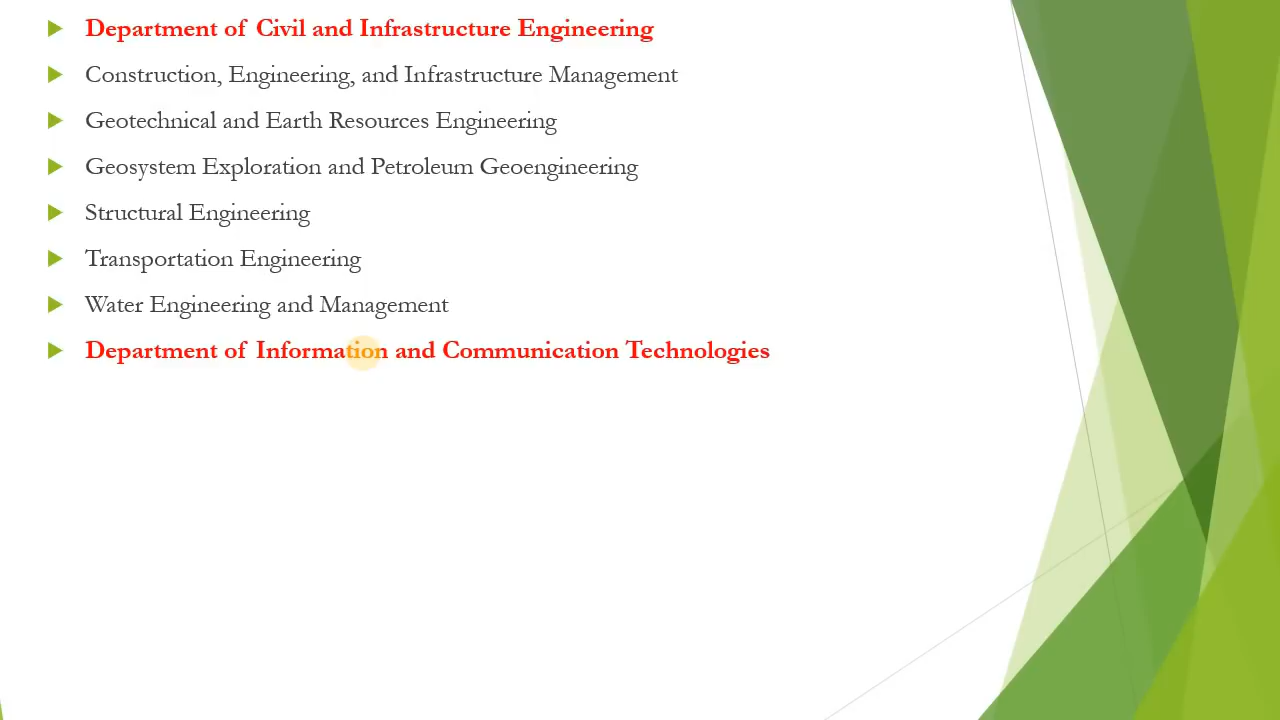 Department of Civil and Infrastructure Engineering
Construction, Engineering, and Infrastructure Management
Geotechnical and Earth Resources Engineering
Geosystem Exploration and Petroleum Geoengineering
Structural Engineering
Transportation Engineering
Water Engineering and Management
Department of Information and Communication Technologies